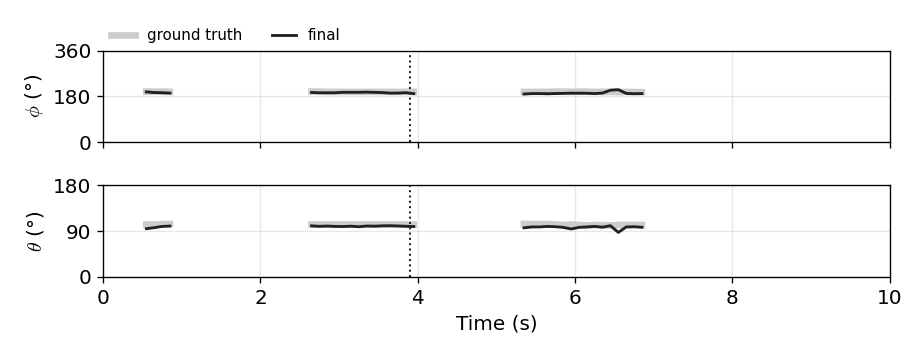 ground truth final
360
180
0
ϕ (°)
180
90
0
θ (°)
0 2 4 6 8 10
Time (s)